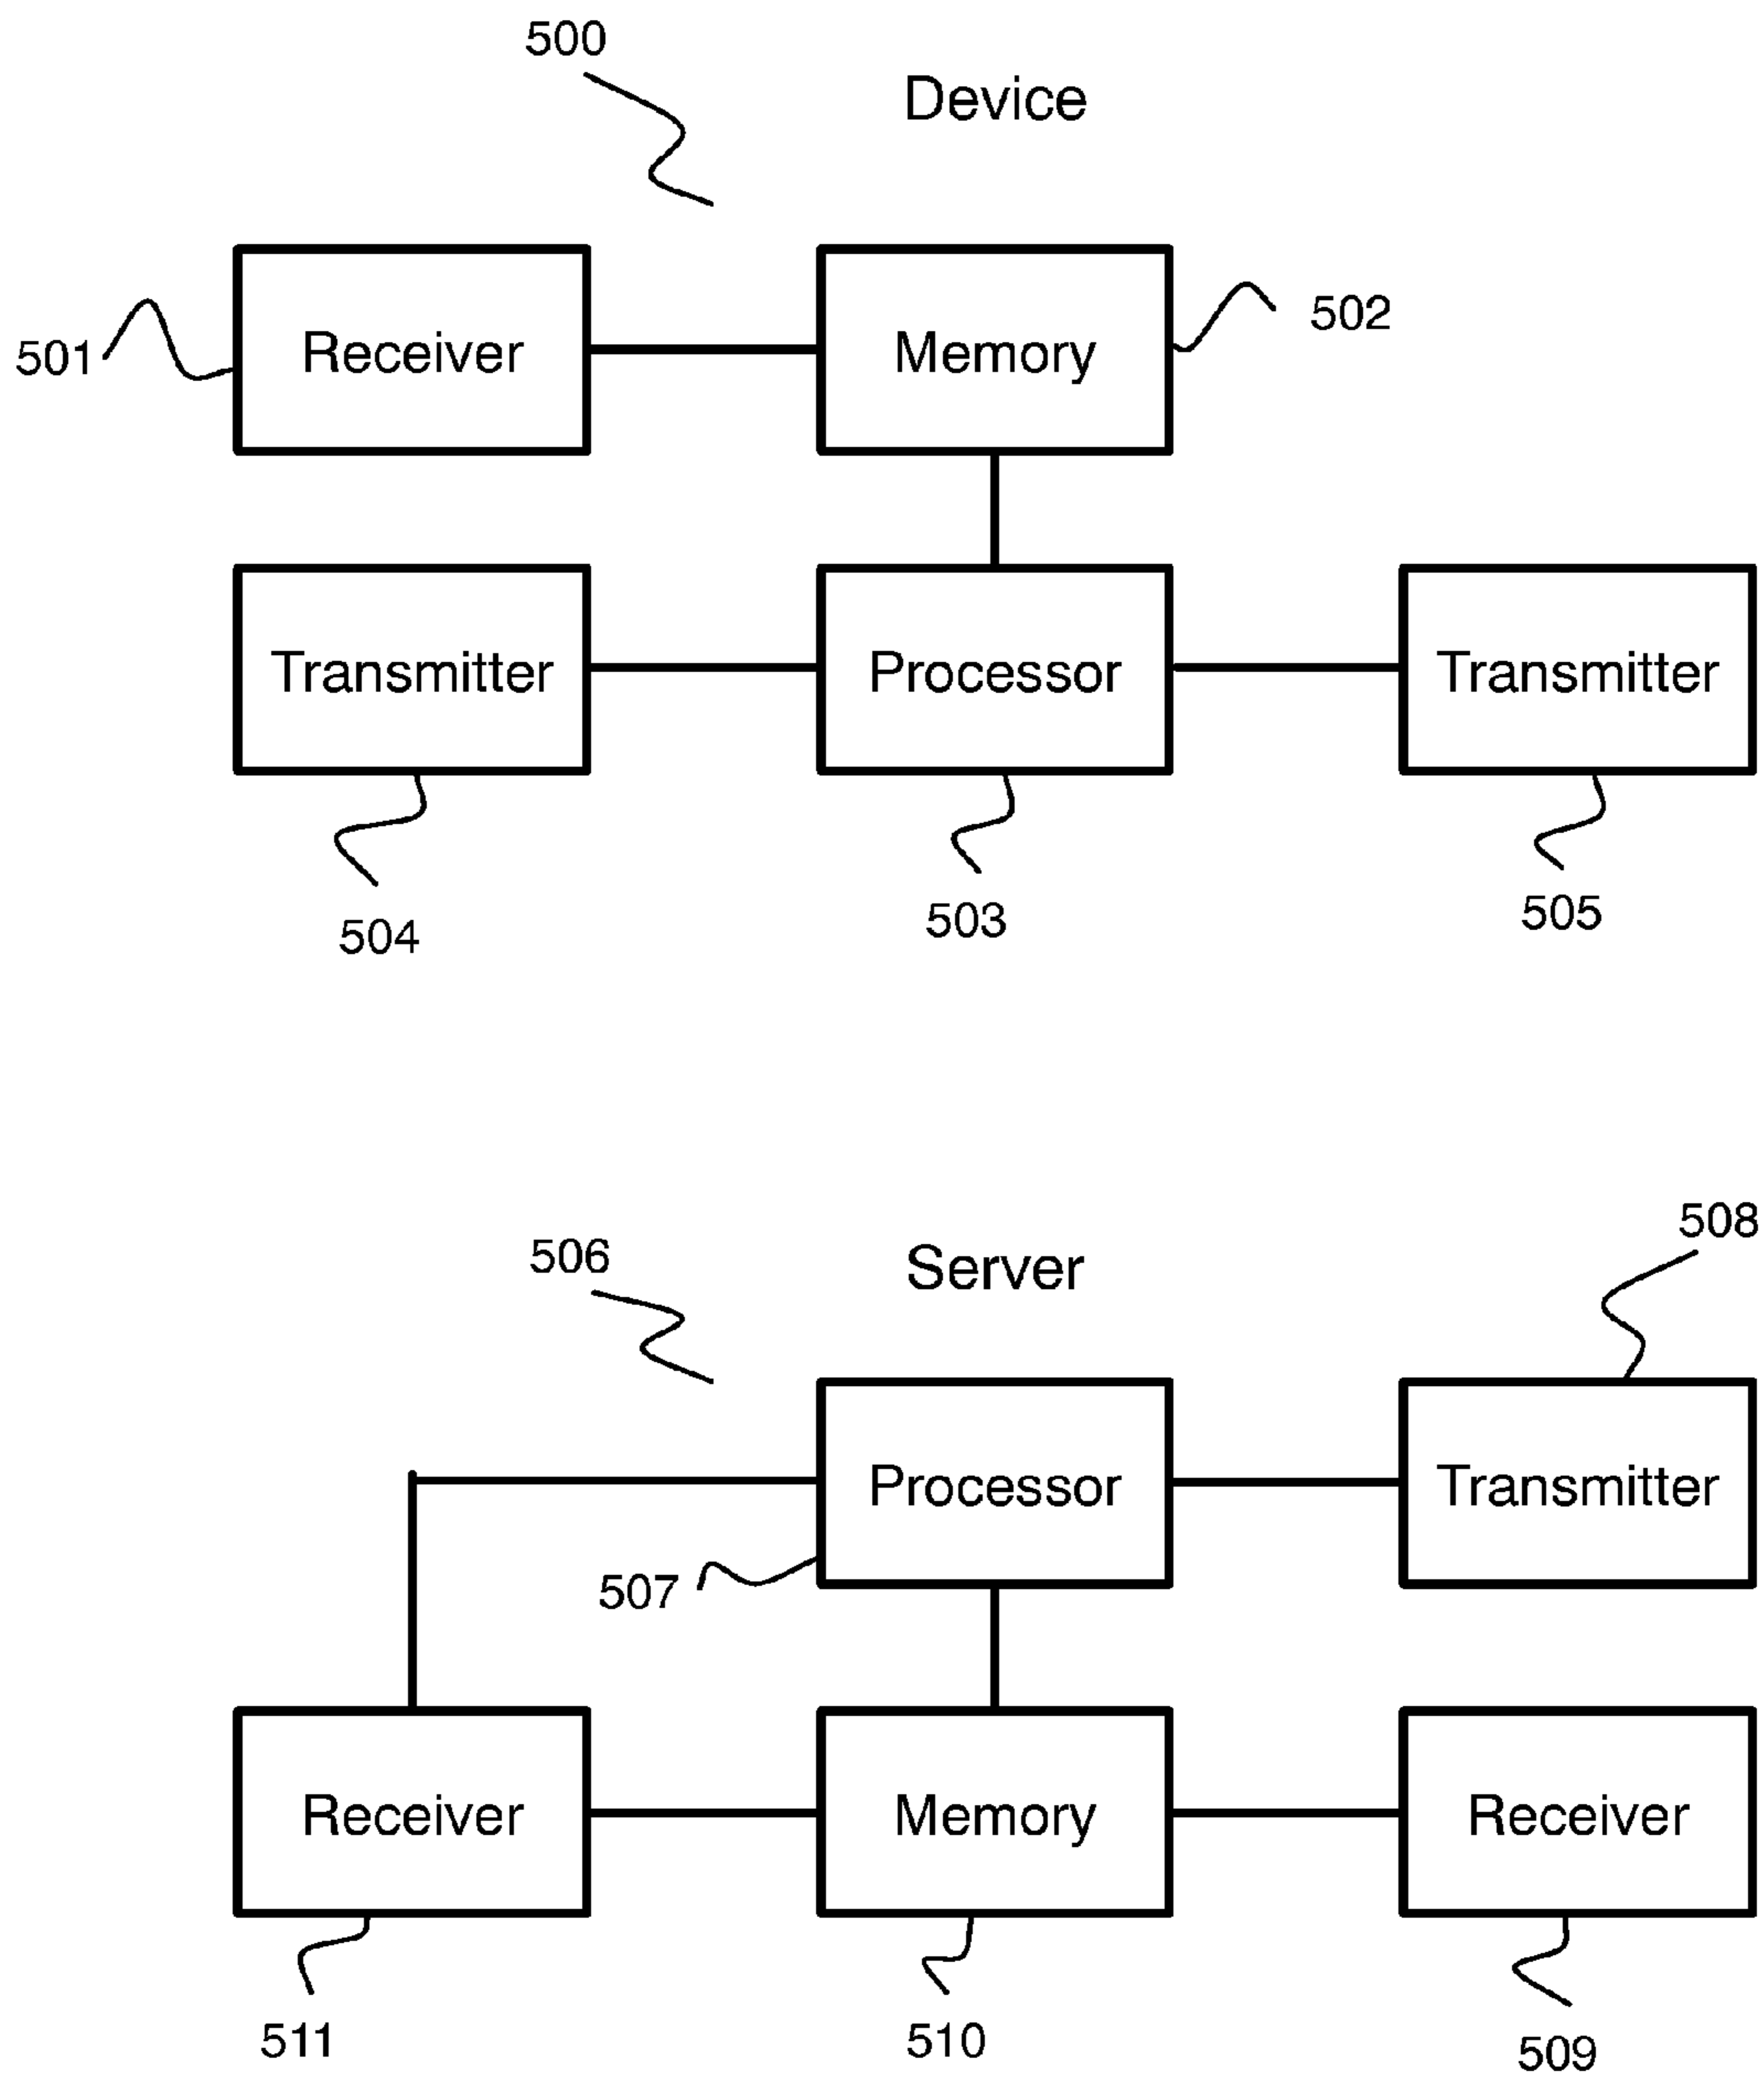 500
Device
501
Receiver
Memory
502
Transmitter
Processor
Transmitter
504
503
505
508
506
Server
Processor
Transmitter
507
Receiver
Memory
Receiver
511
510
509